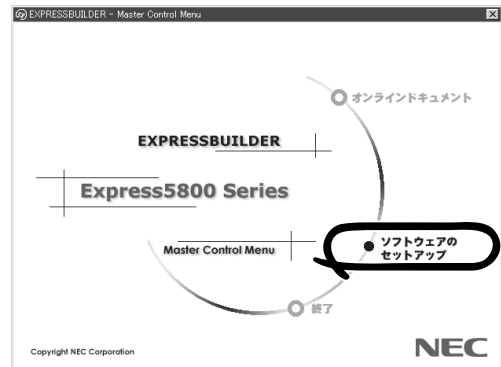 EXPRESSBUILDER - Master Control Menu
オンラインドキュメント
EXPRESSBUILDER
Express5800 Series
Master Control Menu
ソフトウェアの
セットアップ
終了
Copyright NEC Corporation
NEC